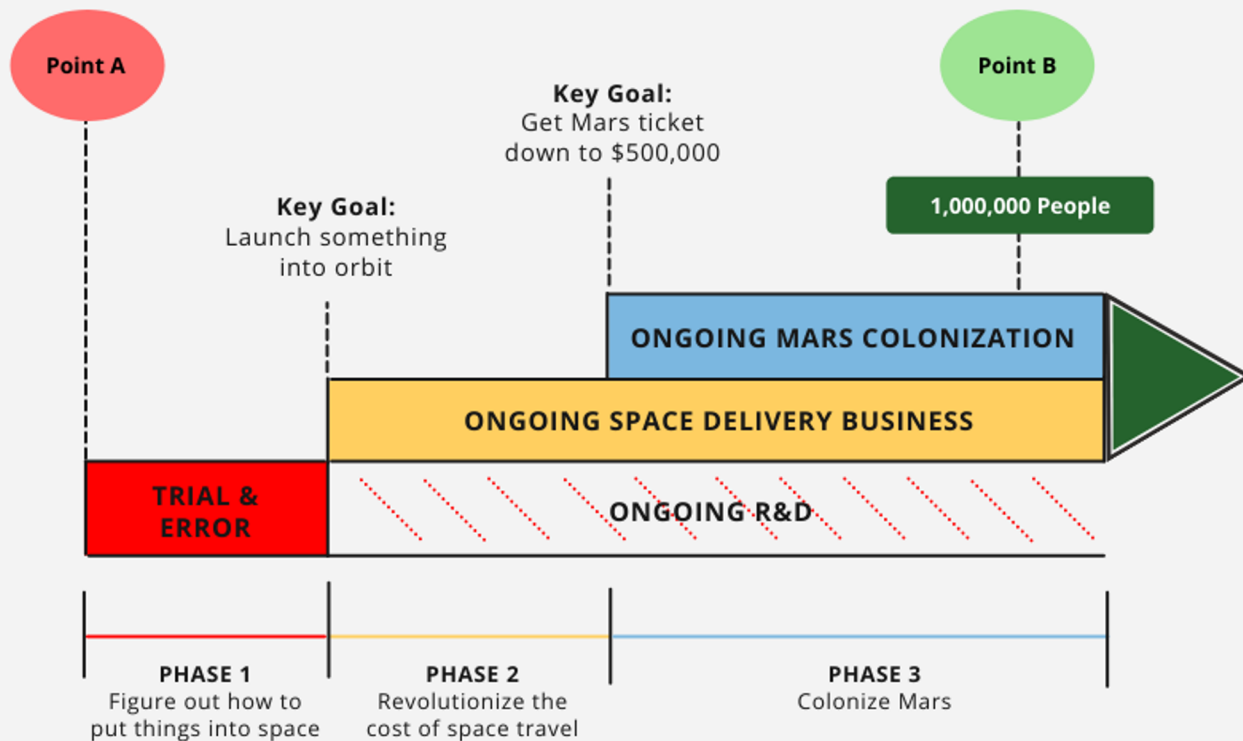 Point A
Point B
Key Goal:
Get Mars ticket
down to $500,000
1,000,000 People
Key Goal:
Launch something
into orbit
ONGOING MARS COLONIZATION
ONGOING SPACE DELIVERY BUSINESS
TRIAL &
ERROR
ONGOING R&D
PHASE 1
Figure out how to
put things into space
PHASE 2
Revolutionize the
cost of space travel
PHASE 3
Colonize Mars